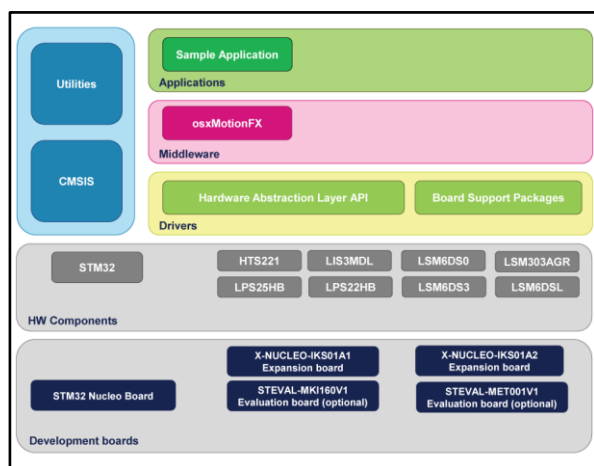 Utilities
CMSIS
Sample Application
Applications
osxMotionFX
Middleware
Hardware Abstraction Layer API
Board Support Packages
Drivers
STM32
HTS221
LIS3MDL
LSM6DS0
LSM303AGR
LPS25HB
LPS22HB
LSM6DS3
LSM6DSL
HW Components
STM32 Nucleo Board
X-NUCLEO-IKS01A1
Expansion board
X-NUCLEO-IKS01A2
Expansion board
STEVAL-MKI160V1
Evaluation board (optional)
STEVAL-MET001V1
Evaluation board (optional)
Development boards